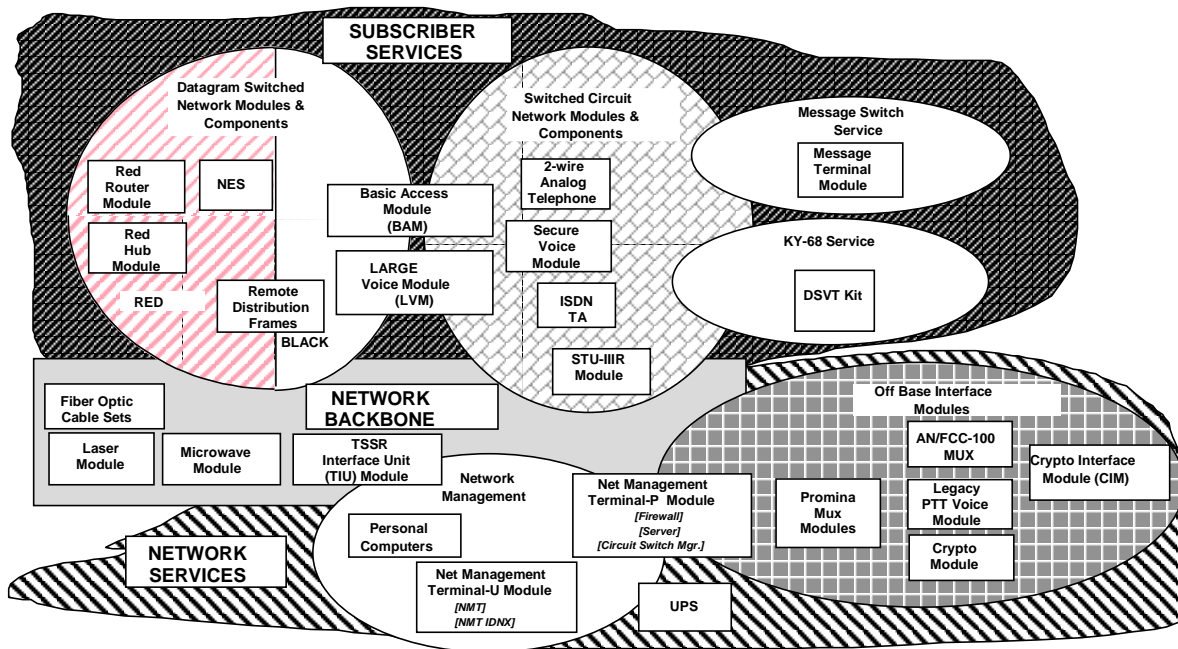 SUBSCRIBER
SERVICES
Datagram Switched
Network Modules &
Components
Red
Router
Module
NES
Red
Hub
Module
RED
Remote
Distribution
Frames
BLACK
Basic Access
Module
(BAM)
LARGE
Voice Module
(LVM)
Switched Circuit
Network Modules &
Components
2-wire
Analog
Telephone
Secure
Voice
Module
ISDN
TA
STU-IIIR
Module
Message Switch
Service
Message
Terminal
Module
KY-68 Service
DSVT Kit
NETWORK
BACKBONE
Fiber Optic
Cable Sets
Laser
Module
Microwave
Module
TSSR
Interface Unit
(TIU) Module
Off Base Interface
Modules
AN/FCC-100
MUX
Crypto Interface
Module (CIM)
Promina
Mux
Modules
Legacy
PTT Voice
Module
Crypto
Module
NETWORK
SERVICES
Network
Management
Personal
Computers
Net Management
Terminal-P Module
[Firewall]
[Server]
[Circuit Switch Mgr.]
Net Management
Terminal-U Module
[NMT]
[NMT IDNX]
UPS